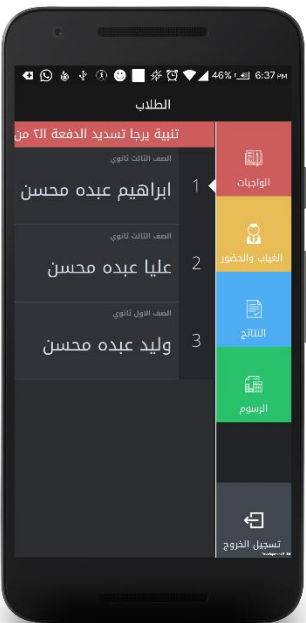 46% 6:37 PM
الطلاب
تنبية يرجا تسديد الدفعة ال٢ من
الواجبات
الغياب والحضور
النتائج
الرسوم
تسجيل الخروج
الصف الثالث ثانوي
1 ابراهيم عبده محسن
الصف الثالث ثانوي
2 عليا عبده محسن
الصف الاول ثانوي
3 وليد عبده محسن